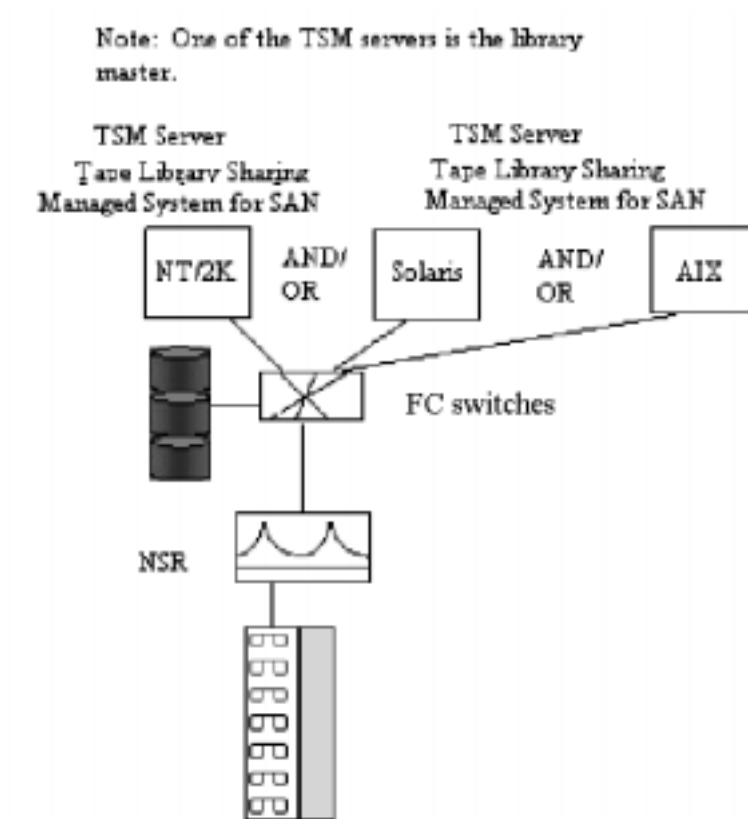 Note: One of the TSM servers is the library
master.
TSM Server
Tape Library Sharing
Managed System for SAN
TSM Server
Tape Library Sharing
Managed System for SAN
NT/2K
AND/
OR
Solaris
AND/
OR
AIX
FC switches
NSR